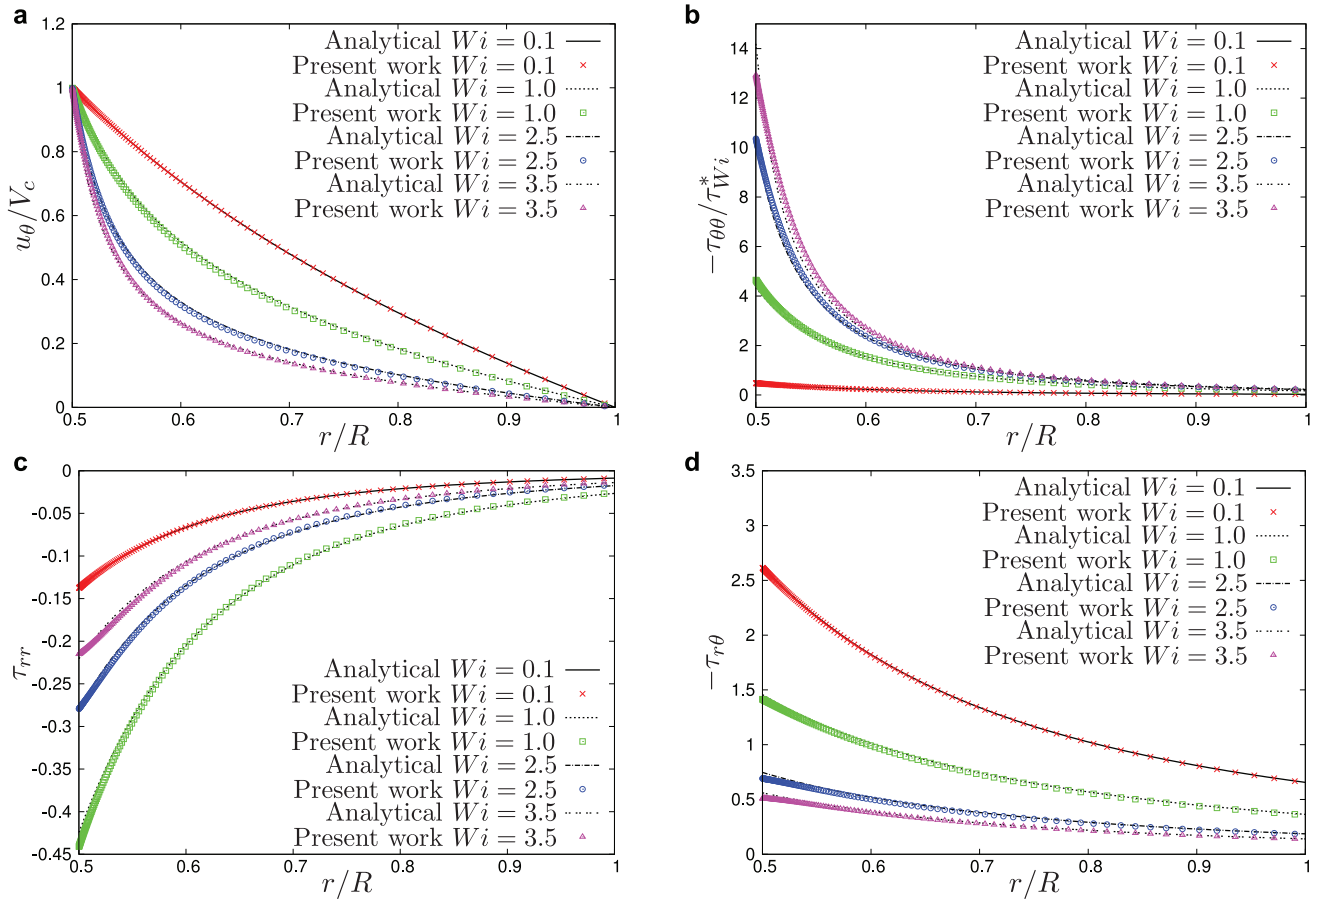 a
1.2
1
0.8
0.6
0.4
0.2
0
0.5
0.6
0.7
0.8
0.9
1
u_θ/V_c
r/R
Analytical Wi = 0.1
Present work Wi = 0.1
Analytical Wi = 1.0
Present work Wi = 1.0
Analytical Wi = 2.5
Present work Wi = 2.5
Analytical Wi = 3.5
Present work Wi = 3.5
b
14
12
10
8
6
4
2
0
0.5
0.6
0.7
0.8
0.9
1
−τ_θθ/τ*_Wi
r/R
Analytical Wi = 0.1
Present work Wi = 0.1
Analytical Wi = 1.0
Present work Wi = 1.0
Analytical Wi = 2.5
Present work Wi = 2.5
Analytical Wi = 3.5
Present work Wi = 3.5
c
0
-0.05
-0.1
-0.15
-0.2
-0.25
-0.3
-0.35
-0.4
-0.45
0.5
0.6
0.7
0.8
0.9
1
τ_rr
r/R
Analytical Wi = 0.1
Present work Wi = 0.1
Analytical Wi = 1.0
Present work Wi = 1.0
Analytical Wi = 2.5
Present work Wi = 2.5
Analytical Wi = 3.5
Present work Wi = 3.5
d
3.5
3
2.5
2
1.5
1
0.5
0
0.5
0.6
0.7
0.8
0.9
1
−τ_rθ
r/R
Analytical Wi = 0.1
Present work Wi = 0.1
Analytical Wi = 1.0
Present work Wi = 1.0
Analytical Wi = 2.5
Present work Wi = 2.5
Analytical Wi = 3.5
Present work Wi = 3.5